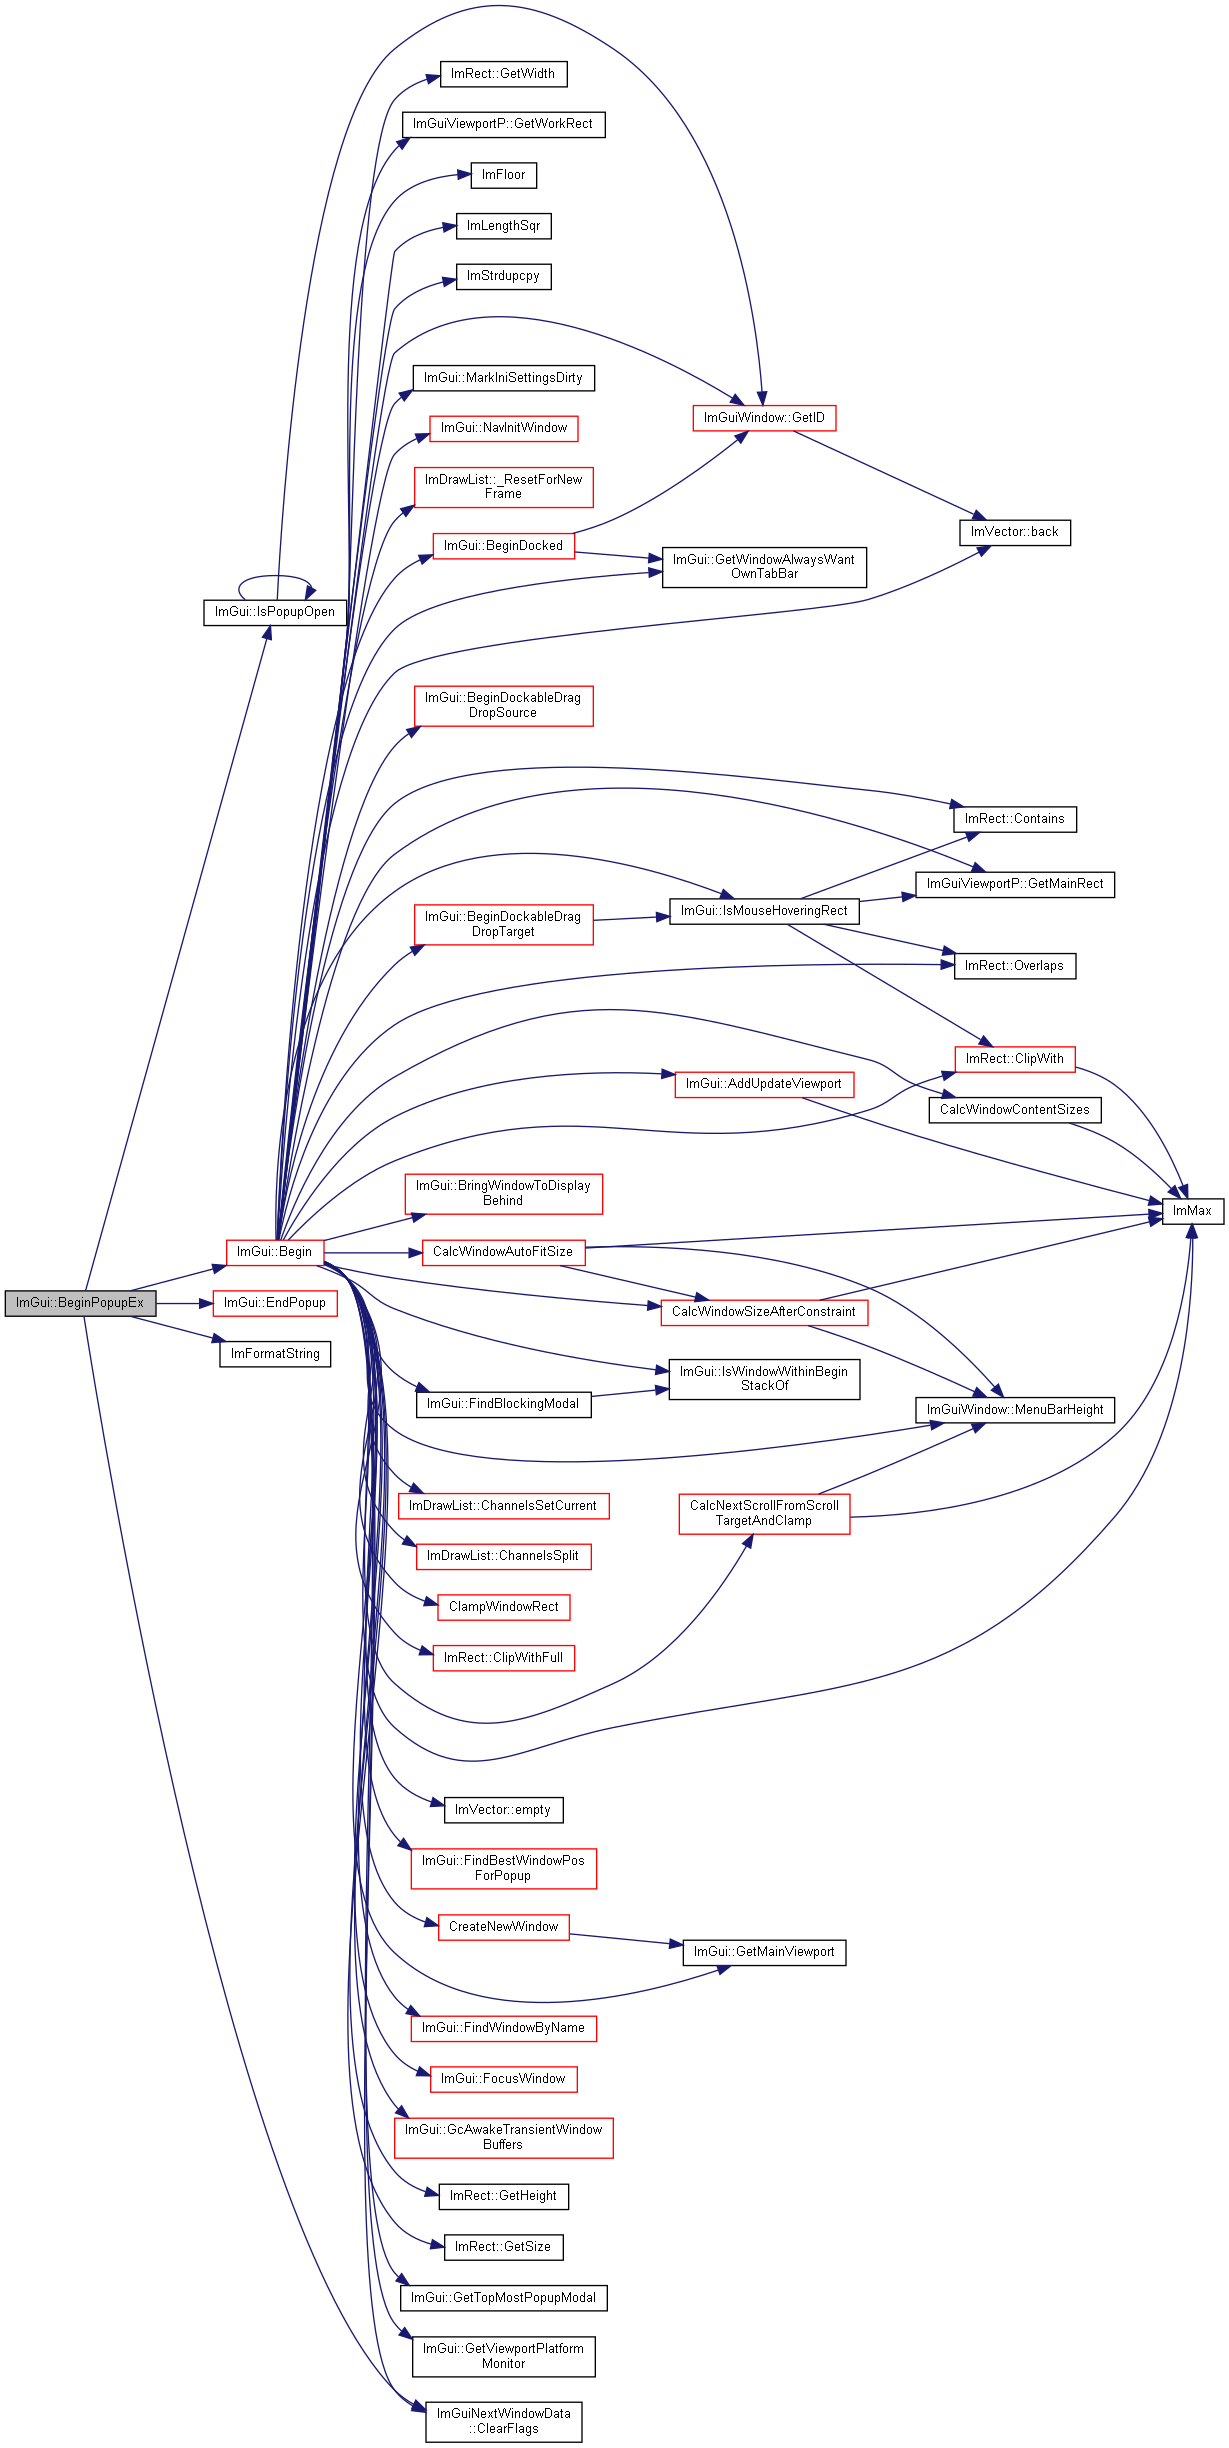 ImRect::GetWidth
ImGuiViewportP::GetWorkRect
ImFloor
ImLengthSqr
ImStrdupcpy
ImGui::MarkIniSettingsDirty
ImGuiWindow::GetID
ImGui::NavInitWindow
ImDrawList::_ResetForNew
Frame
ImVector::back
ImGui::BeginDocked
ImGui::GetWindowAlwaysWant
OwnTabBar
ImGui::IsPopupOpen
ImGui::BeginDockableDrag
DropSource
ImRect::Contains
ImGuiViewportP::GetMainRect
ImGui::IsMouseHoveringRect
ImGui::BeginDockableDrag
DropTarget
ImRect::Overlaps
ImRect::ClipWith
ImGui::AddUpdateViewport
CalcWindowContentSizes
ImGui::BringWindowToDisplay
Behind
ImMax
ImGui::Begin
CalcWindowAutoFitSize
ImGui::BeginPopupEx
ImGui::EndPopup
CalcWindowSizeAfterConstraint
ImFormatString
ImGui::IsWindowWithinBegin
StackOf
ImGui::FindBlockingModal
ImGuiWindow::MenuBarHeight
ImDrawList::ChannelsSetCurrent
CalcNextScrollFromScroll
TargetAndClamp
ImDrawList::ChannelsSplit
ClampWindowRect
ImRect::ClipWithFull
ImVector::empty
ImGui::FindBestWindowPos
ForPopup
CreateNewWindow
ImGui::GetMainViewport
ImGui::FindWindowByName
ImGui::FocusWindow
ImGui::GcAwakeTransientWindow
Buffers
ImRect::GetHeight
ImRect::GetSize
ImGui::GetTopMostPopupModal
ImGui::GetViewportPlatform
Monitor
ImGuiNextWindowData
::ClearFlags